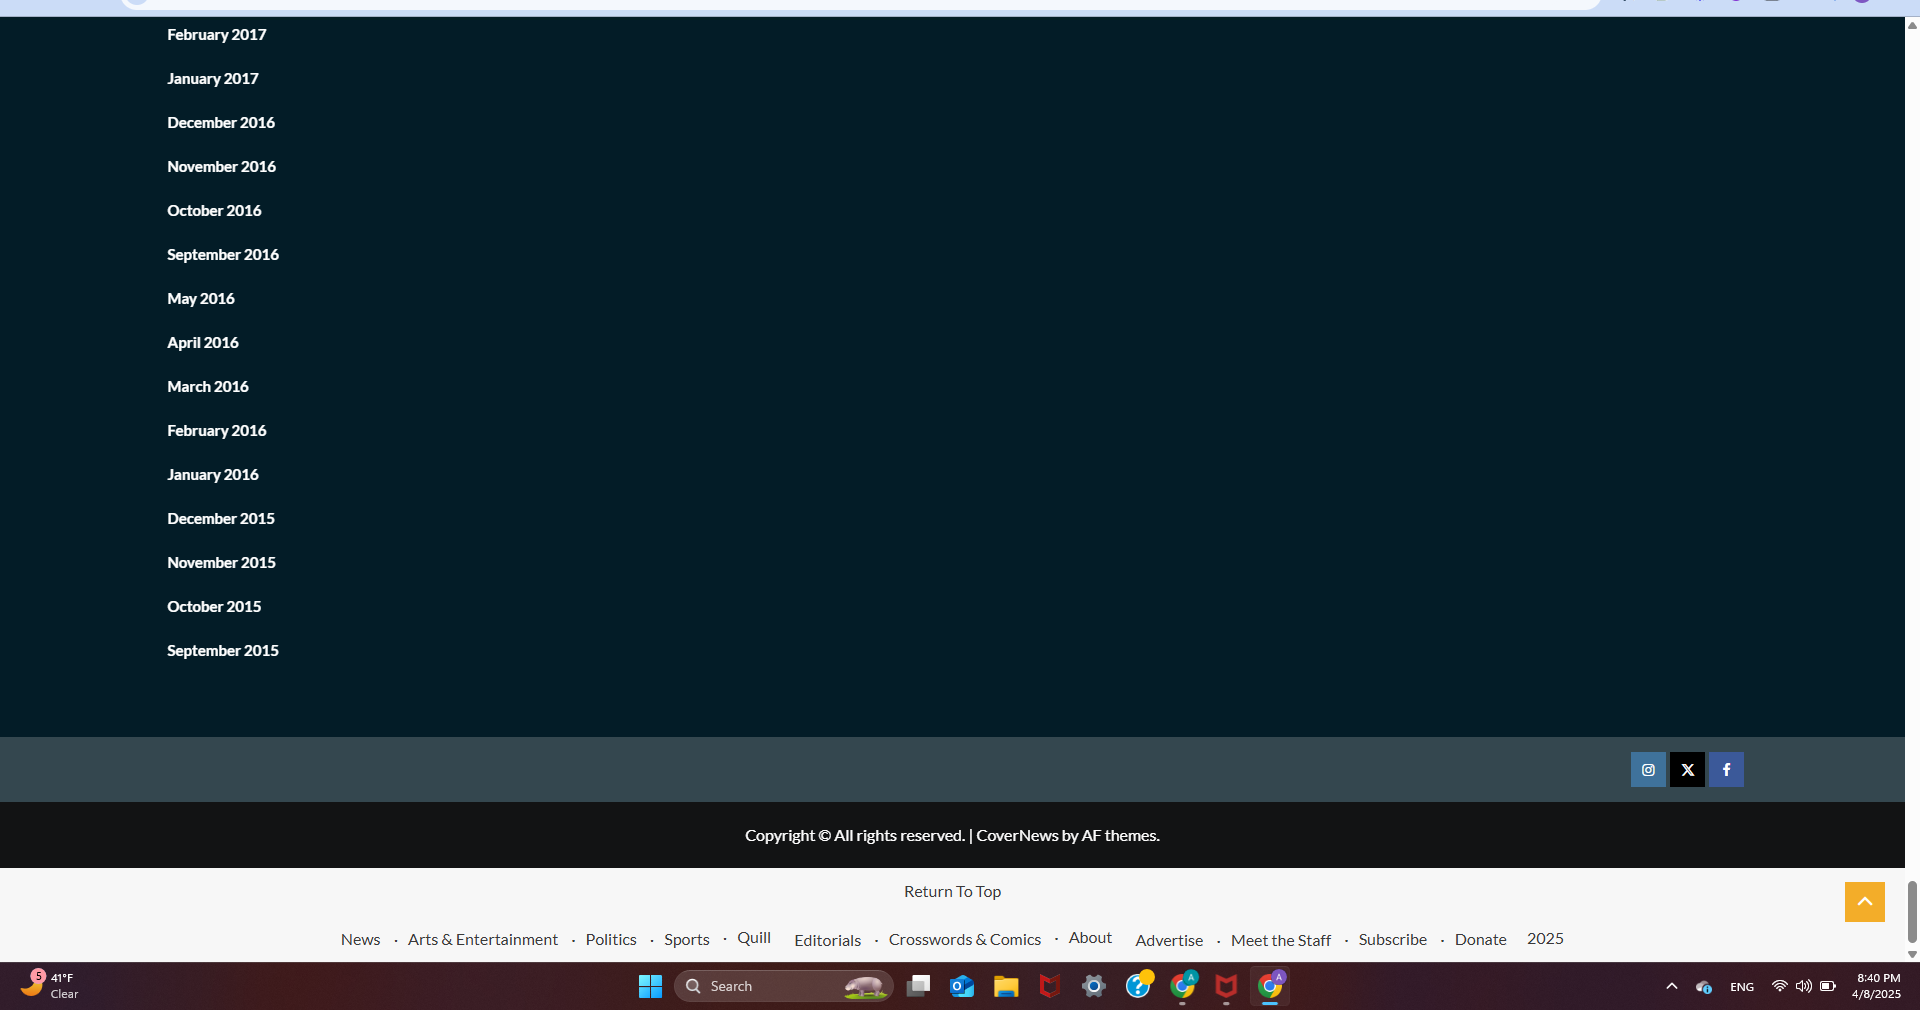 February 2017
January 2017
December 2016
November 2016
October 2016
September 2016
May 2016
April 2016
March 2016
February 2016
January 2016
December 2015
November 2015
October 2015
September 2015
Copyright © All rights reserved. | CoverNews by AF themes.
Return To Top
News · Arts & Entertainment · Politics · Sports · Quill Editorials · Crosswords & Comics · About Advertise · Meet the Staff · Subscribe · Donate 2025
5 41°F
Clear
Search
A
A
ENG
8:40 PM
4/8/2025